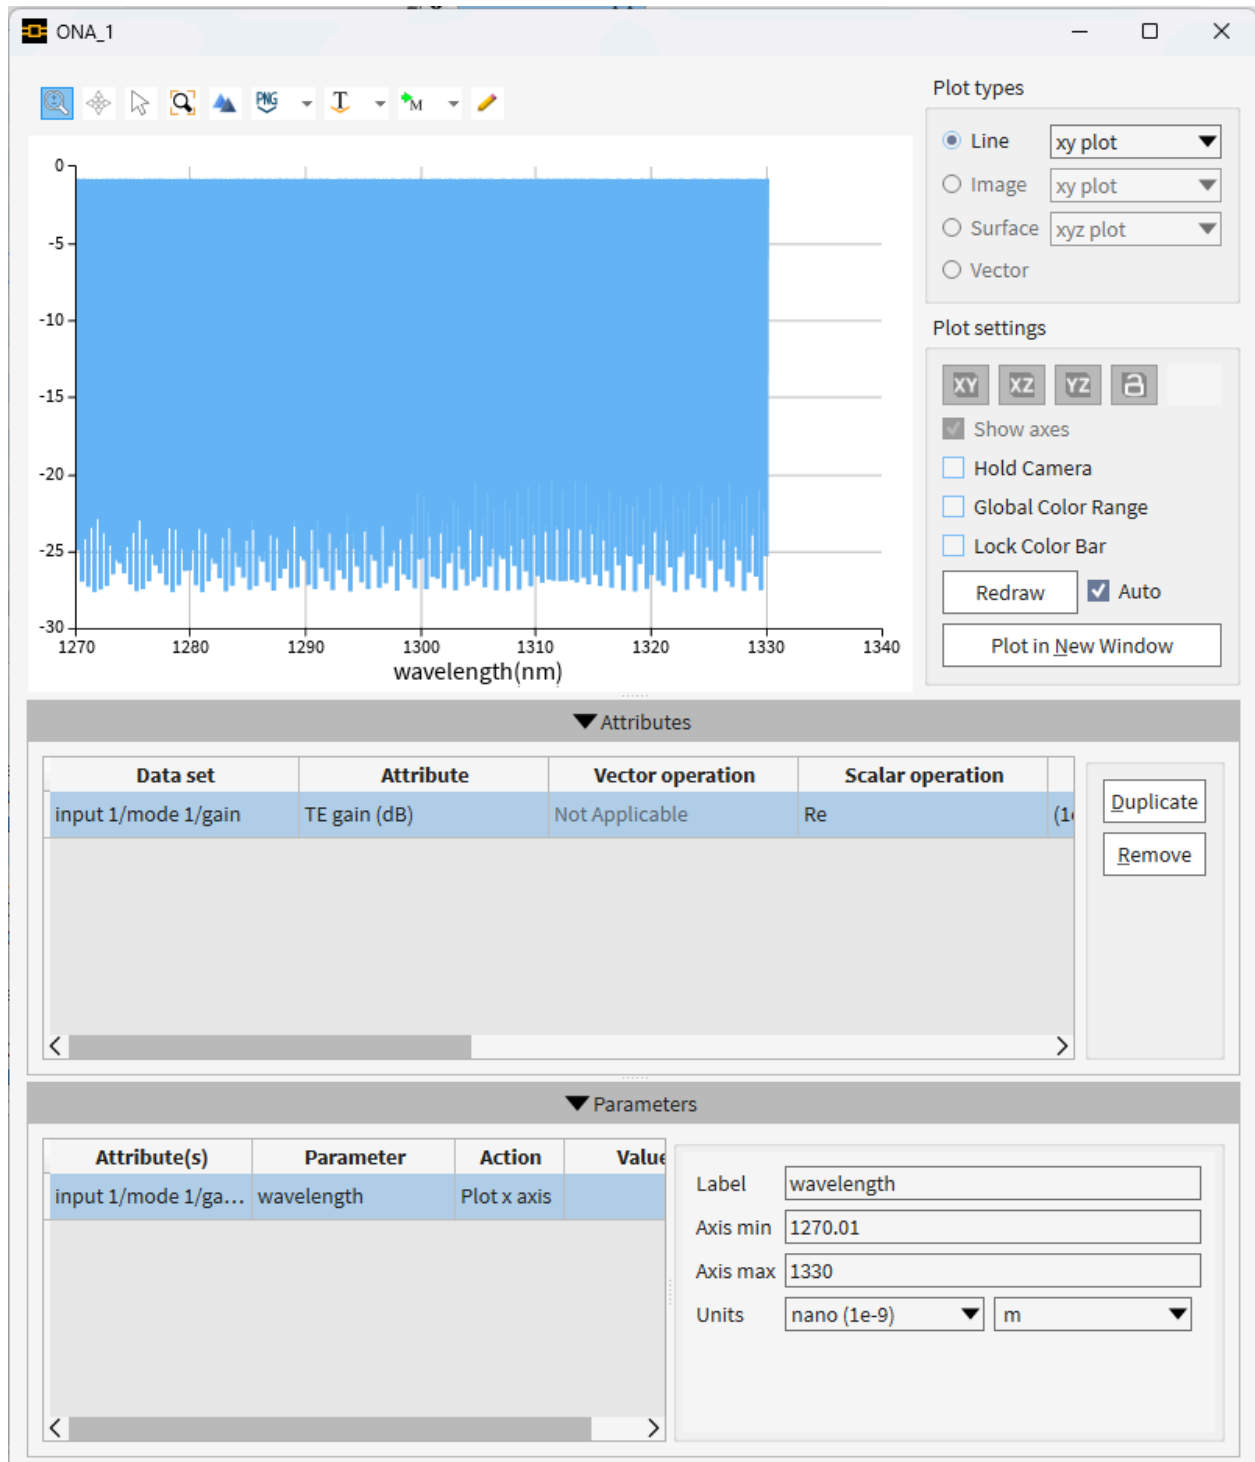 ONA_1
PNG
T
M
Plot types
Line xy plot
Image xy plot
Surface xyz plot
Vector
0
-5
-10
-15
-20
-25
-30
1270 1280 1290 1300 1310 1320 1330 1340
wavelength(nm)
Plot settings
XY XZ YZ
Show axes
Hold Camera
Global Color Range
Lock Color Bar
Redraw Auto
Plot in New Window
Attributes
Data set Attribute Vector operation Scalar operation
input 1/mode 1/gain TE gain (dB) Not Applicable Re (1
Duplicate
Remove
Parameters
Attribute(s) Parameter Action Value
input 1/mode 1/ga... wavelength Plot x axis
Label wavelength
Axis min 1270.01
Axis max 1330
Units nano (1e-9) m